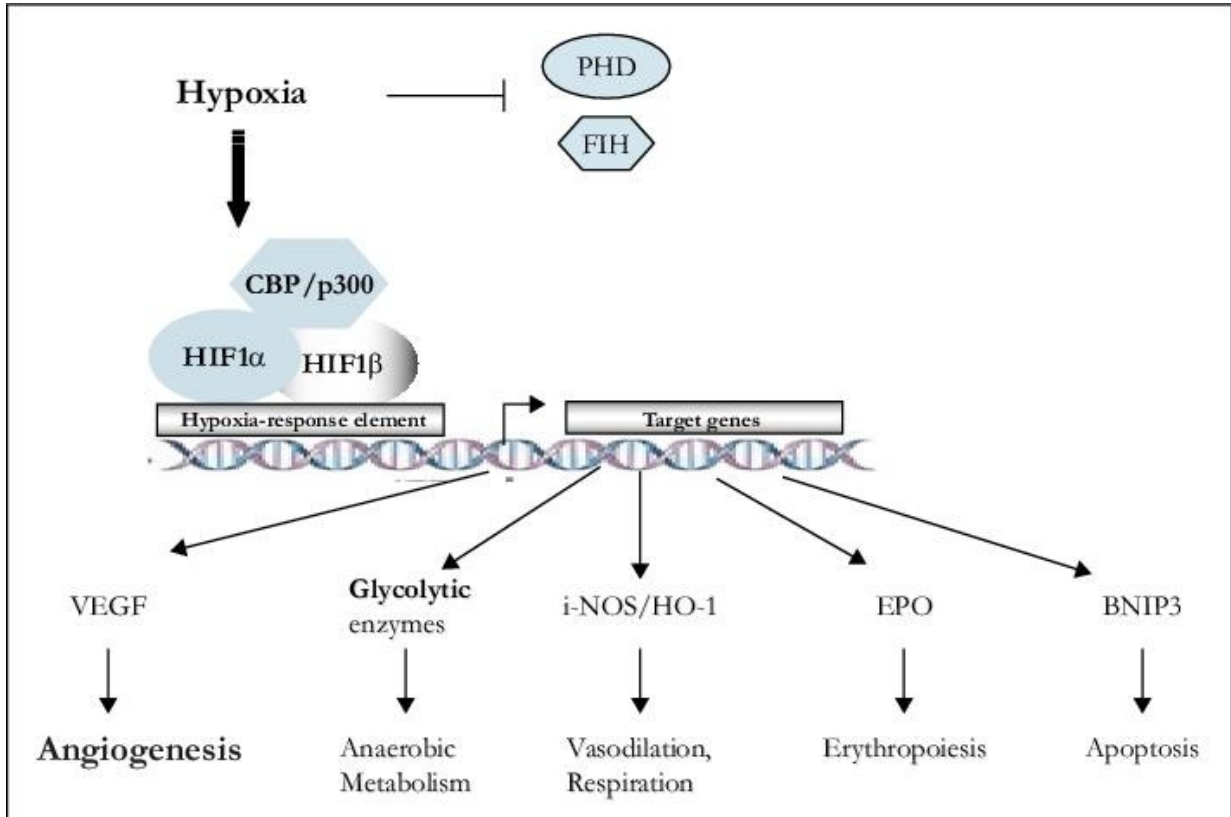 PHD
Hypoxia
FIH
CBP/p300
HIF1α
HIF1β
Hypoxia-response element
Target genes
VEGF
Glycolytic
enzymes
i-NOS/HO-1
EPO
BNIP3
Angiogenesis
Anaerobic
Metabolism
Vasodilation,
Respiration
Erythropoiesis
Apoptosis